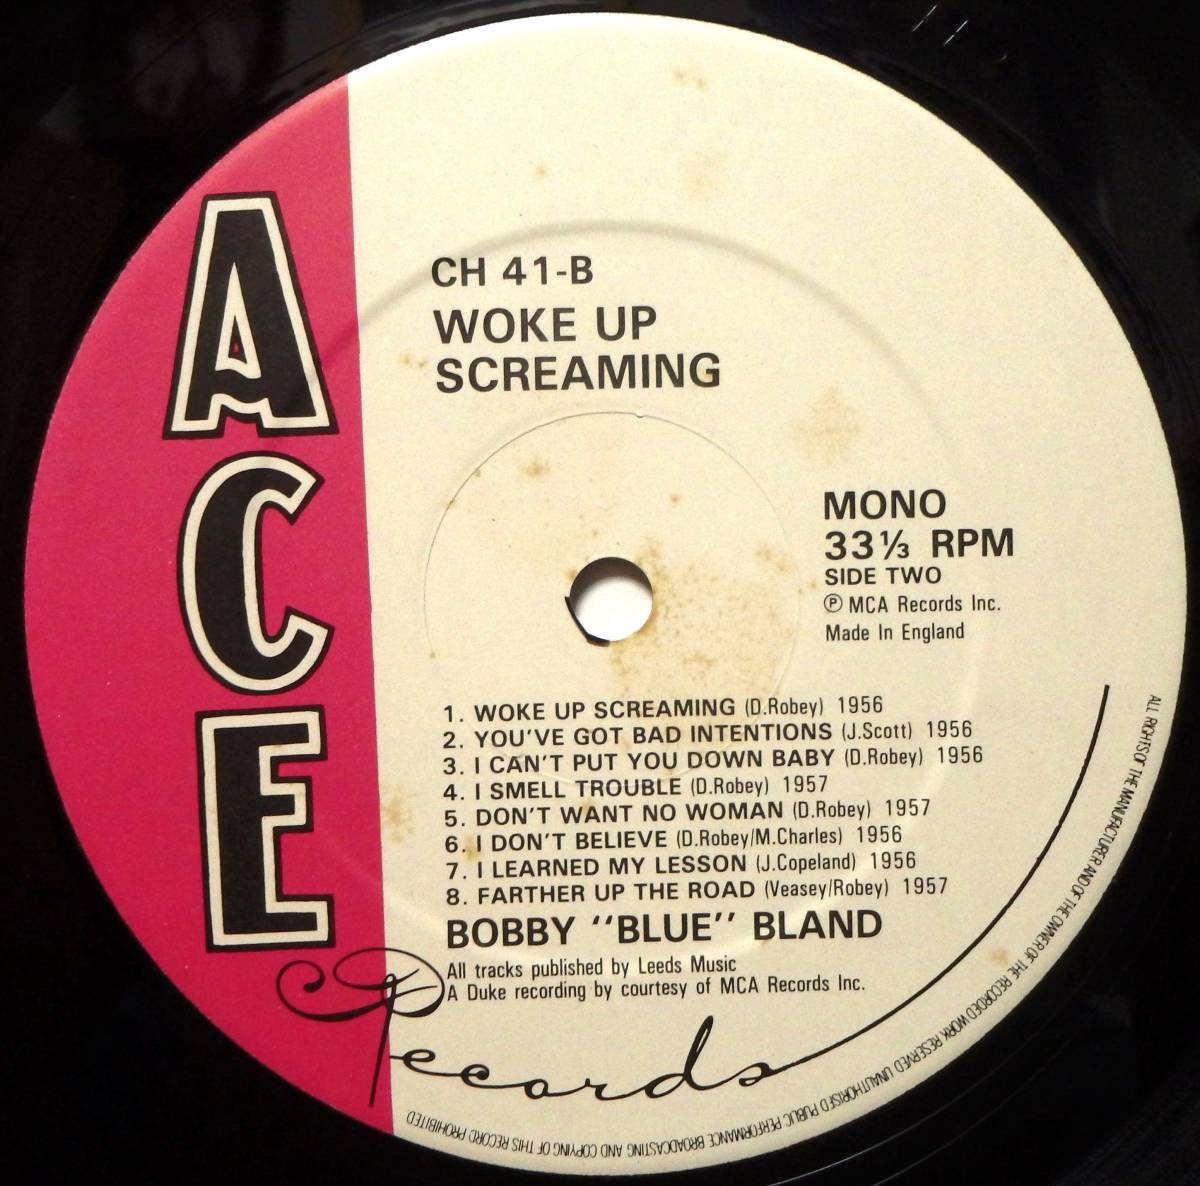 ACE
Records
CH 41-B
WOKE UP
SCREAMING
MONO
33⅓ RPM
SIDE TWO
℗ MCA Records Inc.
Made In England
1. WOKE UP SCREAMING (D.Robey) 1956
2. YOU'VE GOT BAD INTENTIONS (J.Scott) 1956
3. I CAN'T PUT YOU DOWN BABY (D.Robey) 1956
4. I SMELL TROUBLE (D.Robey) 1957
5. DON'T WANT NO WOMAN (D.Robey) 1957
6. I DON'T BELIEVE (D.Robey/M.Charles) 1956
7. I LEARNED MY LESSON (J.Copeland) 1956
8. FARTHER UP THE ROAD (Veasey/Robey) 1957
BOBBY "BLUE" BLAND
All tracks published by Leeds Music
A Duke recording by courtesy of MCA Records Inc.
ALL RIGHTS OF THE MANUFACTURER AND OF THE OWNER OF THE RECORDED WORK RESERVED UNAUTHORISED PUBLIC PERFORMANCE BROADCASTING AND COPYING OF THIS RECORD PROHIBITED